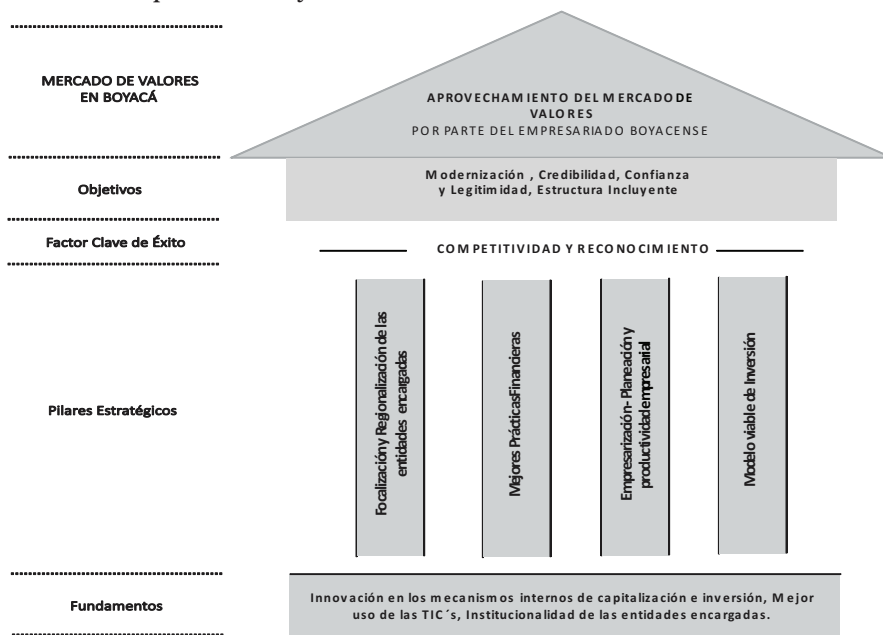 MERCADO DE VALORES
EN BOYACÁ
APROVECHAMIENTO DEL MERCADO DE
VALORES
POR PARTE DEL EMPRESARIADO BOYACENSE
Objetivos
Modernización , Credibilidad, Confianza
y Legitimidad, Estructura Incluyente
Factor Clave de Éxito
COMPETITIVIDAD Y RECONOCIMIENTO
Pilares Estratégicos
Focalización y Regionalización de las
entidades encargadas
Mejores Prácticas Financieras
Empresarización- Planeación y
productividad empresarial
Modelo viable de Inversión
Fundamentos
Innovación en los mecanismos internos de capitalización e inversión, Mejor
uso de las TIC´s, Institucionalidad de las entidades encargadas.